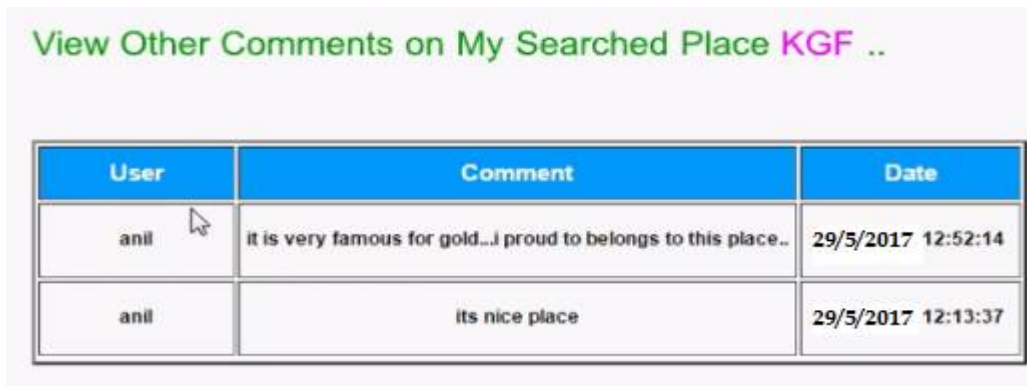 View Other Comments on My Searched Place KGF ..
User Comment Date
anil it is very famous for gold...i proud to belongs to this place.. 29/5/2017 12:52:14
anil its nice place 29/5/2017 12:13:37